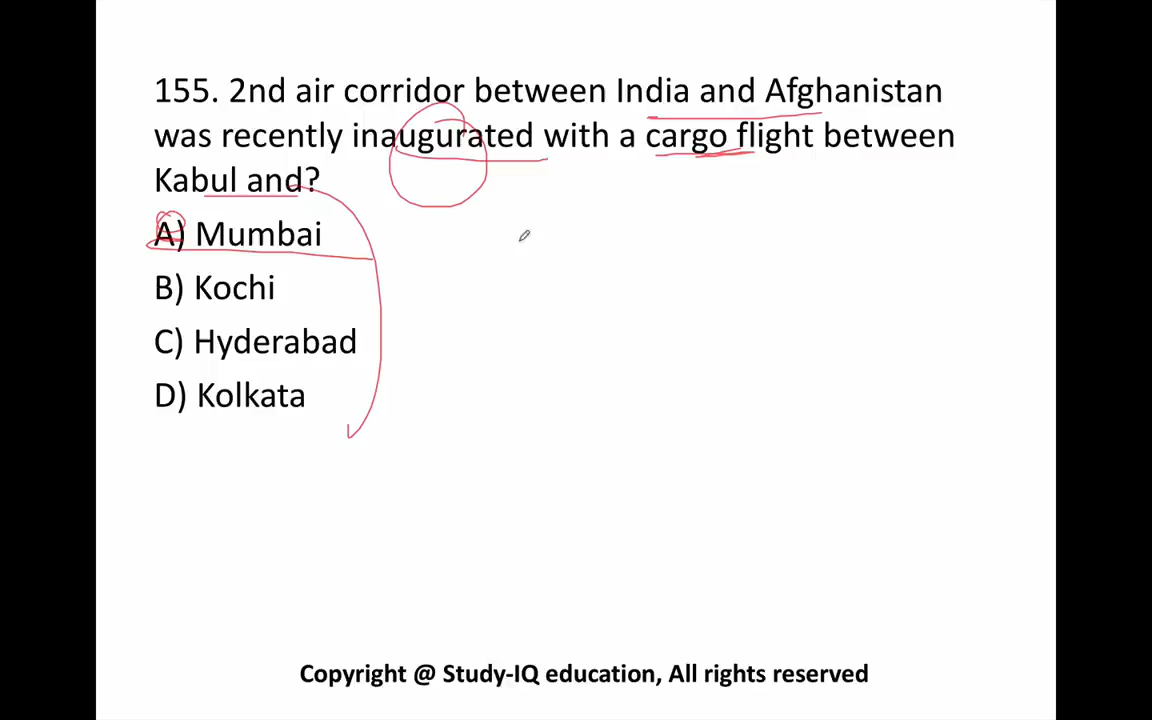 155. 2nd air corridor between India and Afghanistan
was recently inaugurated with a cargo flight between
Kabul and?
A) Mumbai
B) Kochi
C) Hyderabad
D) Kolkata
Copyright @ Study-IQ education, All rights reserved